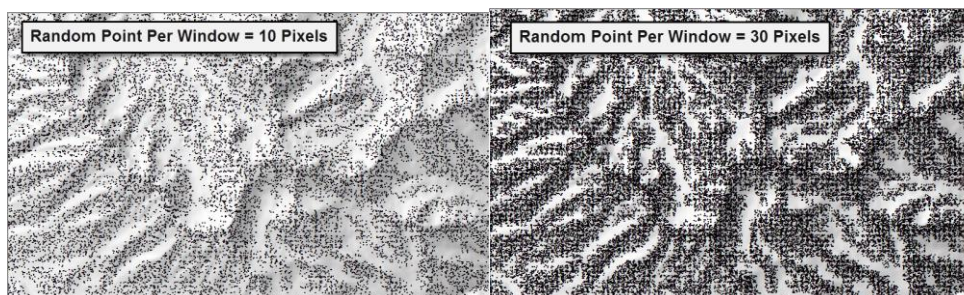 Random Point Per Window = 10 Pixels
Random Point Per Window = 30 Pixels